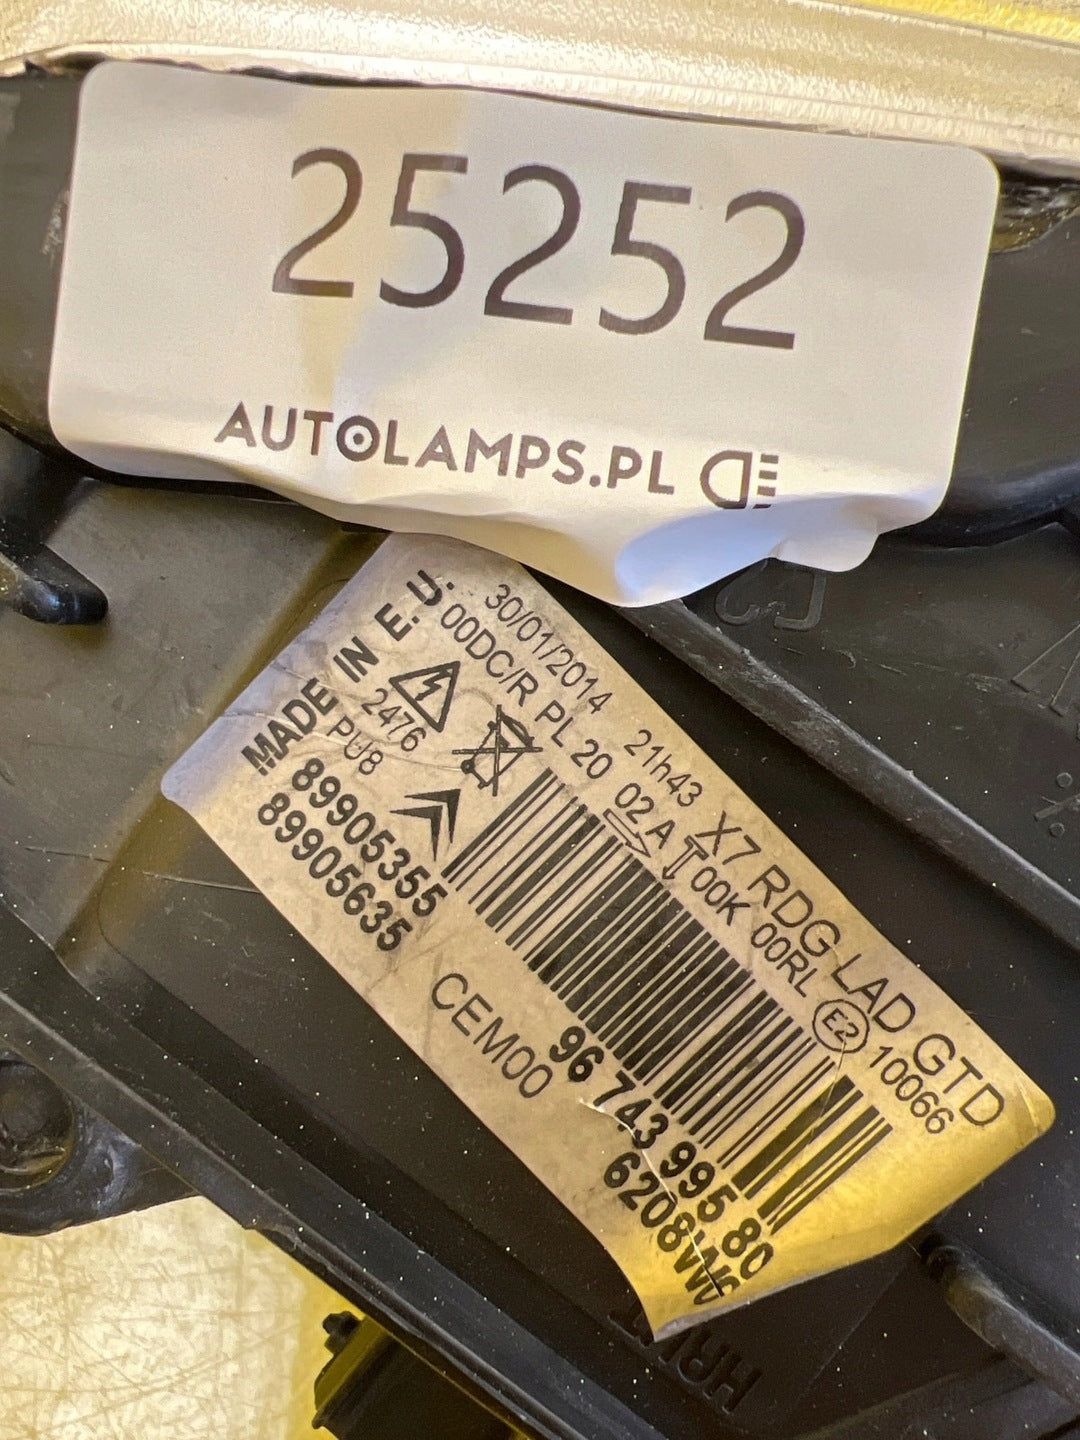 25252
AUTOLAMPS.PL
30/01/2014 21h43 X7 RDG LAD GTD
00DC/R PL 20 02 A 00K 00RL E2 10066
MADE IN E.U.
2476
PU8
89905355
89905635
CEM00
96 743 995 80
6208W